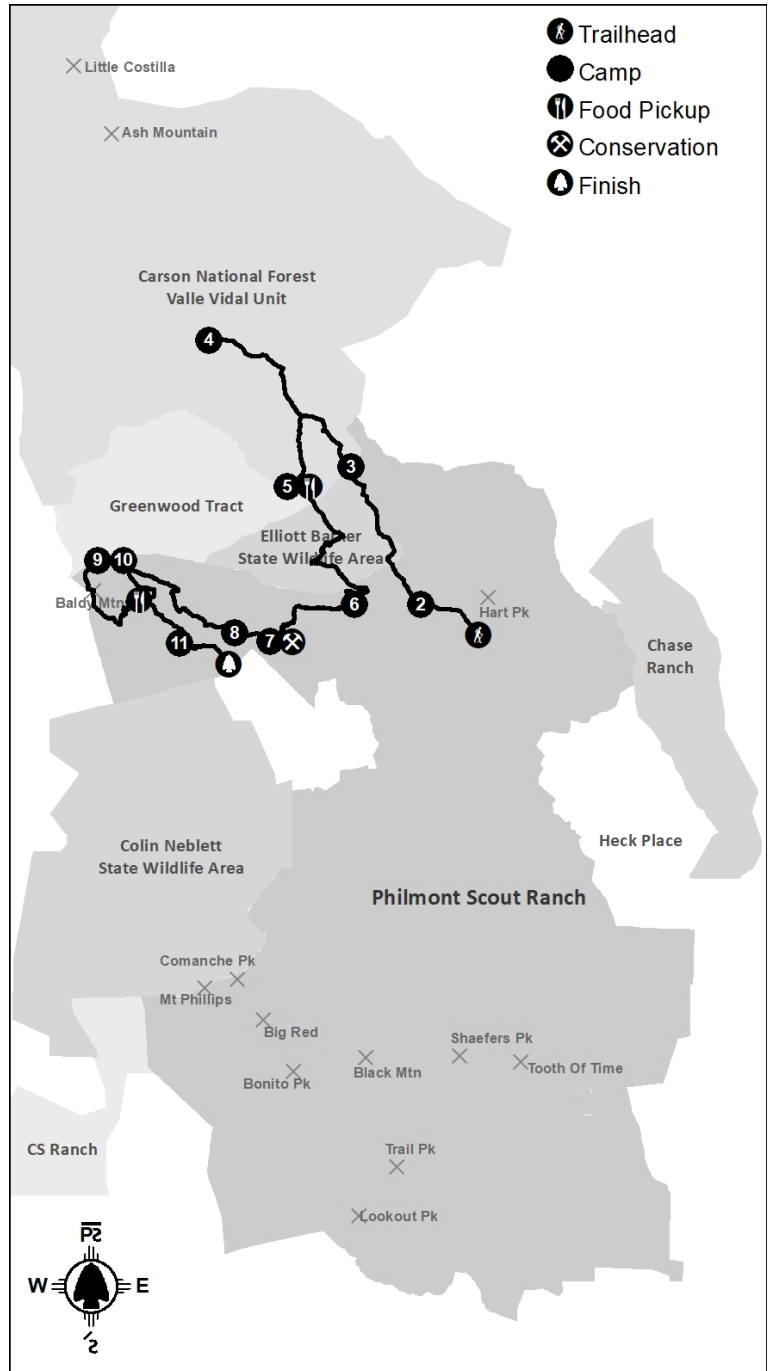 Trailhead
Camp
Food Pickup
Conservation
Finish
Little Costilla
Ash Mountain
Carson National Forest
Valle Vidal Unit
4
3
5
Greenwood Tract
Elliott Barker
State Wildlife Area
9
10
Baldy Mtn
6
2
Hart Pk
8
7
11
Chase
Ranch
Colin Neblett
State Wildlife Area
Heck Place
Philmont Scout Ranch
Comanche Pk
Mt Phillips
Big Red
Shaefers Pk
Black Mtn
Tooth Of Time
Bonito Pk
CS Ranch
Trail Pk
Lookout Pk
W
E